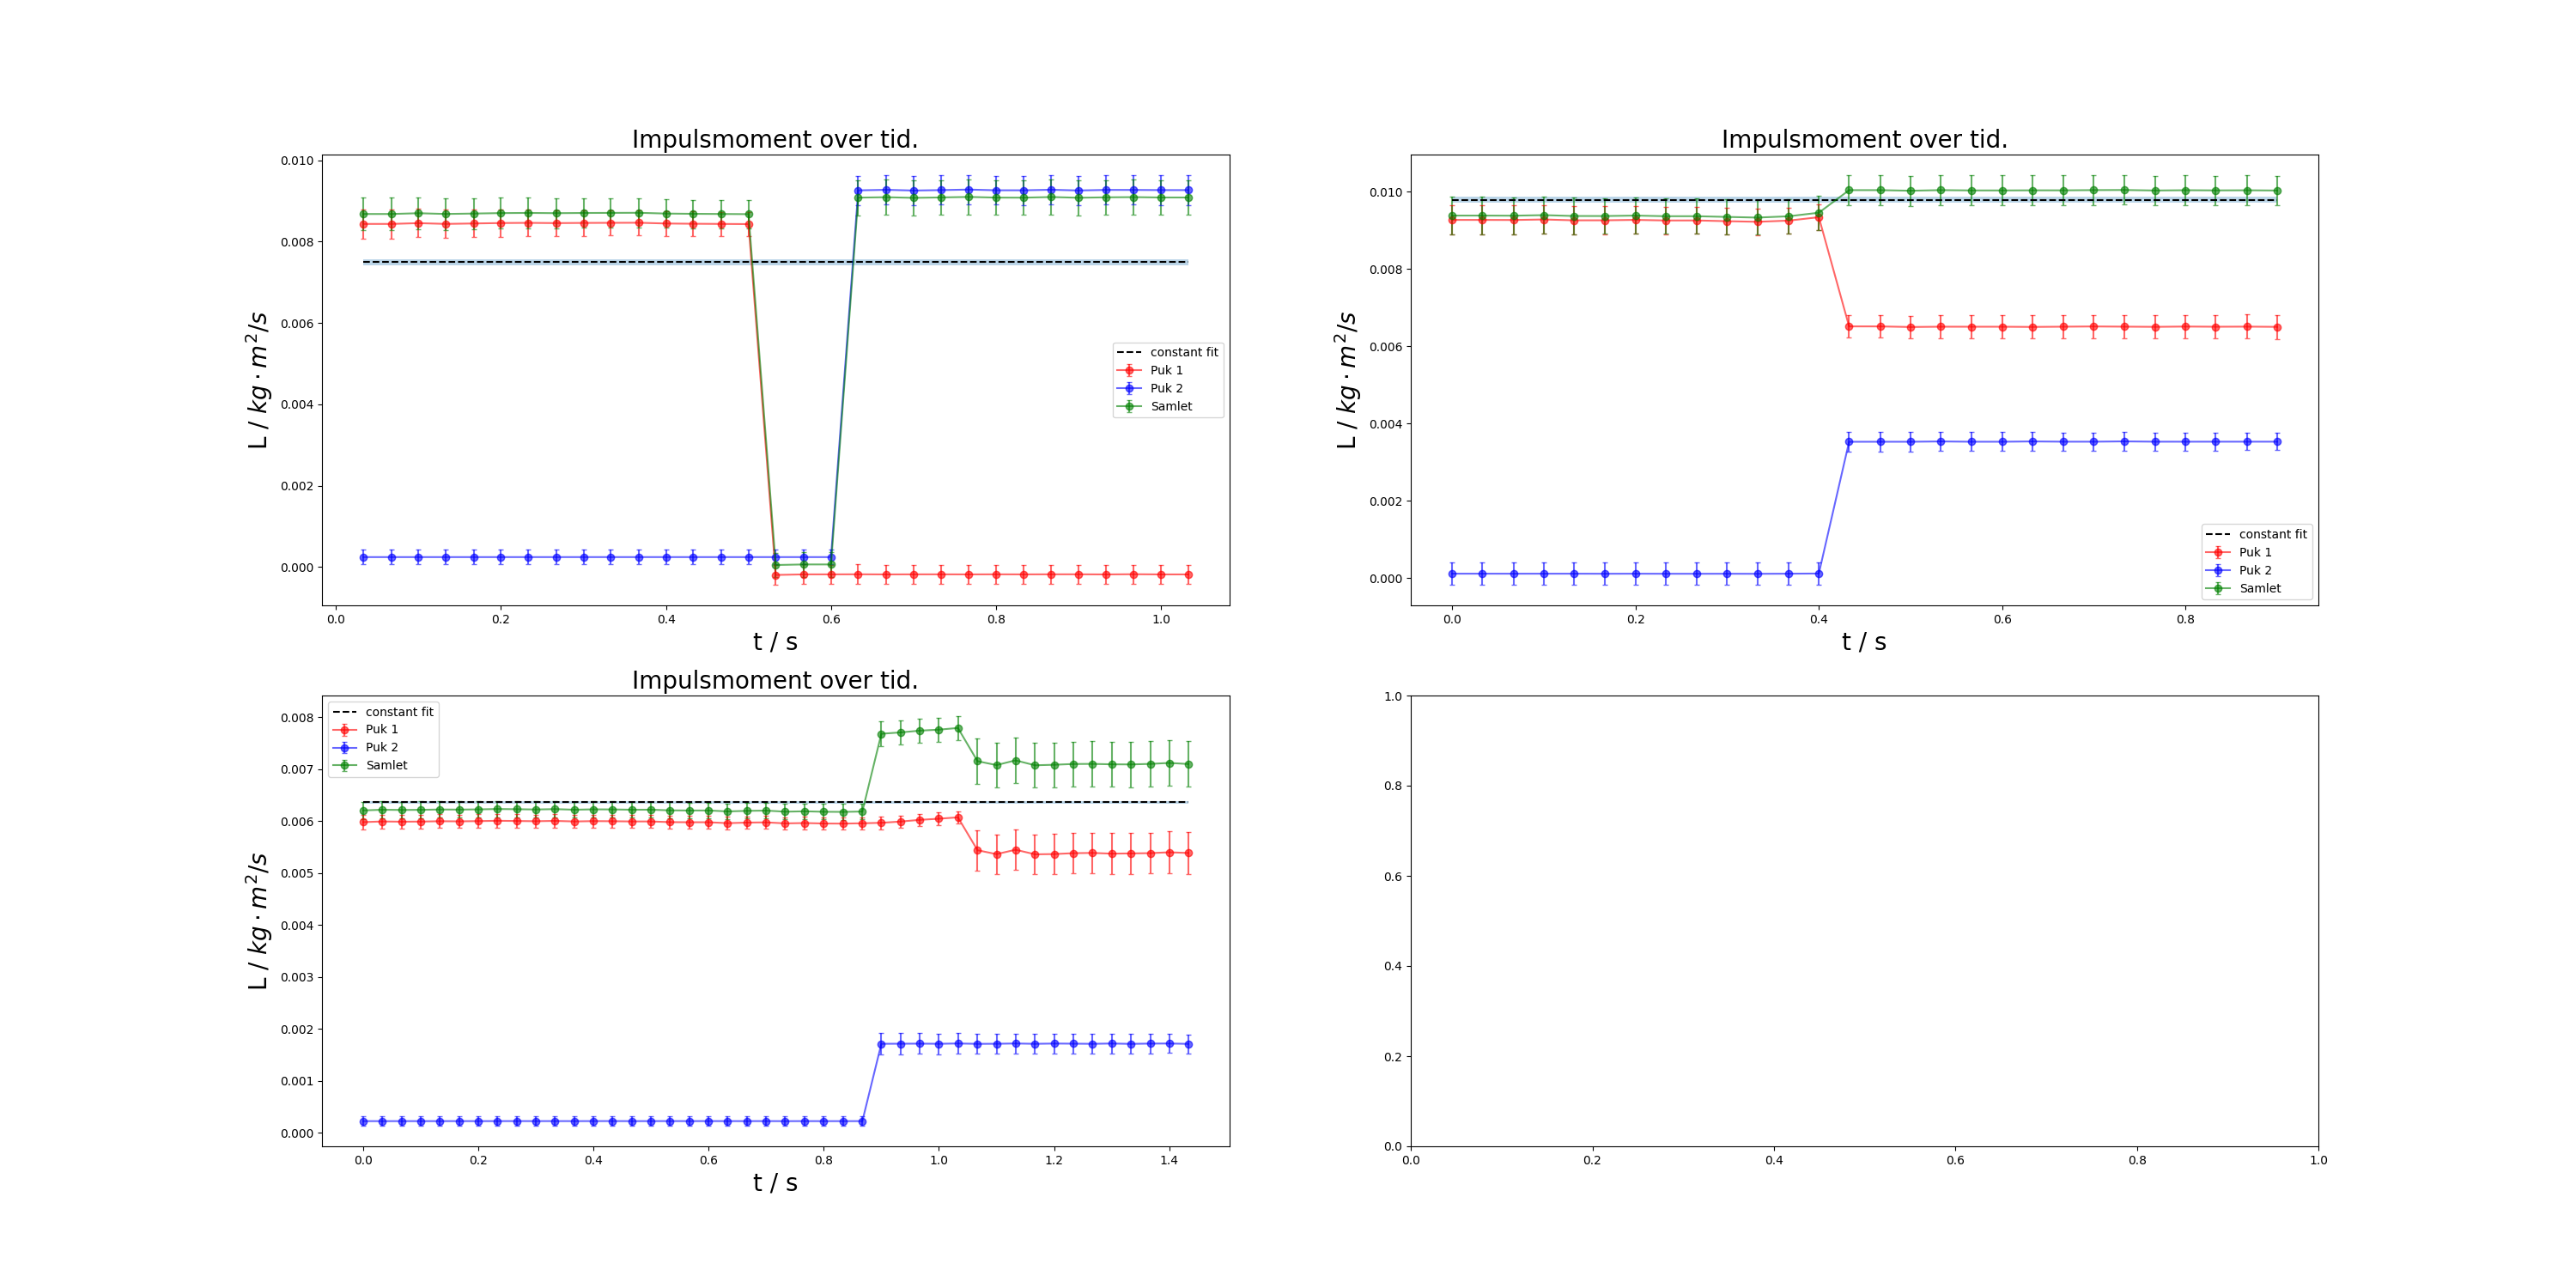 Impulsmoment over tid.
0.010
0.008
0.006
0.004
0.002
0.000
L / kg · m²/s
constant fit
Puk 1
Puk 2
Samlet
0.0 0.2 0.4 0.6 0.8 1.0
t / s
Impulsmoment over tid.
0.010
0.008
0.006
0.004
0.002
0.000
L / kg · m²/s
constant fit
Puk 1
Puk 2
Samlet
0.0 0.2 0.4 0.6 0.8
t / s
Impulsmoment over tid.
0.008
0.007
0.006
0.005
0.004
0.003
0.002
0.001
0.000
L / kg · m²/s
constant fit
Puk 1
Puk 2
Samlet
0.0 0.2 0.4 0.6 0.8 1.0 1.2 1.4
t / s
1.0
0.8
0.6
0.4
0.2
0.0
0.0 0.2 0.4 0.6 0.8 1.0